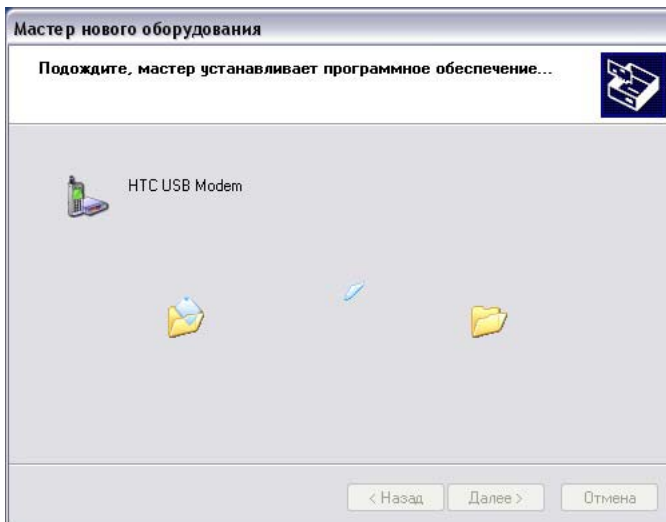 Мастер нового оборудования
Подождите, мастер устанавливает программное обеспечение...
HTC USB Modem
< Назад
Далее >
Отмена